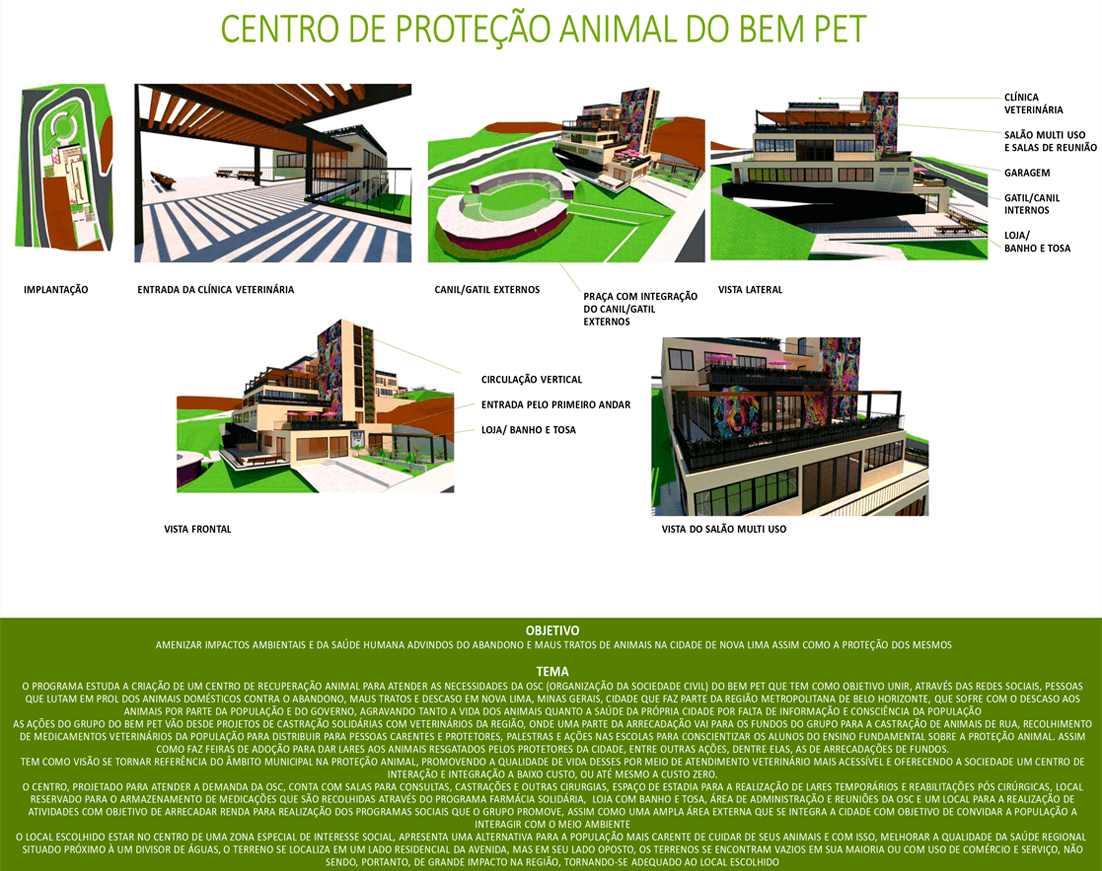 CENTRO DE PROTEÇÃO ANIMAL DO BEM PET
CLÍNICA
VETERINÁRIA
SALÃO MULTI USO
E SALAS DE REUNIÃO
GARAGEM
GATIL/CANIL
INTERNOS
LOJA/
BANHO E TOSA
IMPLANTAÇÃO
ENTRADA DA CLÍNICA VETERINÁRIA
CANIL/GATIL EXTERNOS
PRAÇA COM INTEGRAÇÃO
DO CANIL/GATIL
EXTERNOS
VISTA LATERAL
CIRCULAÇÃO VERTICAL
ENTRADA PELO PRIMEIRO ANDAR
LOJA/ BANHO E TOSA
VISTA FRONTAL
VISTA DO SALÃO MULTI USO
OBJETIVO
AMENIZAR IMPACTOS AMBIENTAIS E DA SAÚDE HUMANA ADVINDOS DO ABANDONO E MAUS TRATOS DE ANIMAIS NA CIDADE DE NOVA LIMA ASSIM COMO A PROTEÇÃO DOS MESMOS
TEMA
O PROGRAMA ESTUDA A CRIAÇÃO DE UM CENTRO DE RECUPERAÇÃO ANIMAL PARA ATENDER AS NECESSIDADES DA OSC (ORGANIZAÇÃO DA SOCIEDADE CIVIL) DO BEM PET QUE TEM COMO OBJETIVO UNIR, ATRAVÉS DAS REDES SOCIAIS, PESSOAS
QUE LUTAM EM PROL DOS ANIMAIS DOMÉSTICOS CONTRA O ABANDONO, MAUS TRATOS E DESCASO EM NOVA LIMA, MINAS GERAIS, CIDADE QUE FAZ PARTE DA REGIÃO METROPOLITANA DE BELO HORIZONTE, QUE SOFRE COM O DESCASO AOS
ANIMAIS POR PARTE DA POPULAÇÃO E DO GOVERNO, AGRAVANDO TANTO A VIDA DOS ANIMAIS QUANTO A SAÚDE DA PRÓPRIA CIDADE POR FALTA DE INFORMAÇÃO E CONSCIÊNCIA DA POPULAÇÃO
AS AÇÕES DO GRUPO DO BEM PET VÃO DESDE PROJETOS DE CASTRAÇÃO SOLIDÁRIAS COM VETERINÁRIOS DA REGIÃO, ONDE UMA PARTE DA ARRECADAÇÃO VAI PARA OS FUNDOS DO GRUPO PARA A CASTRAÇÃO DE ANIMAIS DE RUA, RECOLHIMENTO
DE MEDICAMENTOS VETERINÁRIOS DA POPULAÇÃO PARA DISTRIBUIR PARA PESSOAS CARENTES E PROTETORES, PALESTRAS E AÇÕES NAS ESCOLAS PARA CONSCIENTIZAR OS ALUNOS DO ENSINO FUNDAMENTAL SOBRE A PROTEÇÃO ANIMAL. ASSIM
COMO FAZ FEIRAS DE ADOÇÃO PARA DAR LARES AOS ANIMAIS RESGATADOS PELOS PROTETORES DA CIDADE, ENTRE OUTRAS AÇÕES, DENTRE ELAS, AS DE ARRECADAÇÕES DE FUNDOS.
TEM COMO VISÃO SE TORNAR REFERÊNCIA DO ÂMBITO MUNICIPAL NA PROTEÇÃO ANIMAL, PROMOVENDO A QUALIDADE DE VIDA DESSES POR MEIO DE ATENDIMENTO VETERINÁRIO MAIS ACESSÍVEL E OFERECENDO A SOCIEDADE UM CENTRO DE
INTERAÇÃO E INTEGRAÇÃO A BAIXO CUSTO, OU ATÉ MESMO A CUSTO ZERO.
O CENTRO, PROJETADO PARA ATENDER A DEMANDA DA OSC, CONTA COM SALAS PARA CONSULTAS, CASTRAÇÕES E OUTRAS CIRURGIAS, ESPAÇO DE ESTADIA PARA A REALIZAÇÃO DE LARES TEMPORÁRIOS E REABILITAÇÕES PÓS CIRÚRGICAS, LOCAL
RESERVADO PARA O ARMAZENAMENTO DE MEDICAÇÕES QUE SÃO RECOLHIDAS ATRAVÉS DO PROGRAMA FARMÁCIA SOLIDÁRIA, LOJA COM BANHO E TOSA, ÁREA DE ADMINISTRAÇÃO E REUNIÕES DA OSC E UM LOCAL PARA A REALIZAÇÃO DE
ATIVIDADES COM OBJETIVO DE ARRECADAR RENDA PARA REALIZAÇÃO DOS PROGRAMAS SOCIAIS QUE O GRUPO PROMOVE, ASSIM COMO UMA AMPLA ÁREA EXTERNA QUE SE INTEGRA A CIDADE COM OBJETIVO DE CONVIDAR A POPULAÇÃO A
INTERAGIR COM O MEIO AMBIENTE
O LOCAL ESCOLHIDO ESTAR NO CENTRO DE UMA ZONA ESPECIAL DE INTERESSE SOCIAL, APRESENTA UMA ALTERNATIVA PARA A POPULAÇÃO MAIS CARENTE DE CUIDAR DE SEUS ANIMAIS E COM ISSO, MELHORAR A QUALIDADE DA SAÚDE REGIONAL
SITUADO PRÓXIMO À UM DIVISOR DE ÁGUAS, O TERRENO SE LOCALIZA EM UM LADO RESIDENCIAL DA AVENIDA, MAS EM SEU LADO OPOSTO, OS TERRENOS SE ENCONTRAM VAZIOS EM SUA MAIORIA OU COM USO DE COMÉRCIO E SERVIÇO, NÃO
SENDO, PORTANTO, DE GRANDE IMPACTO NA REGIÃO, TORNANDO-SE ADEQUADO AO LOCAL ESCOLHIDO